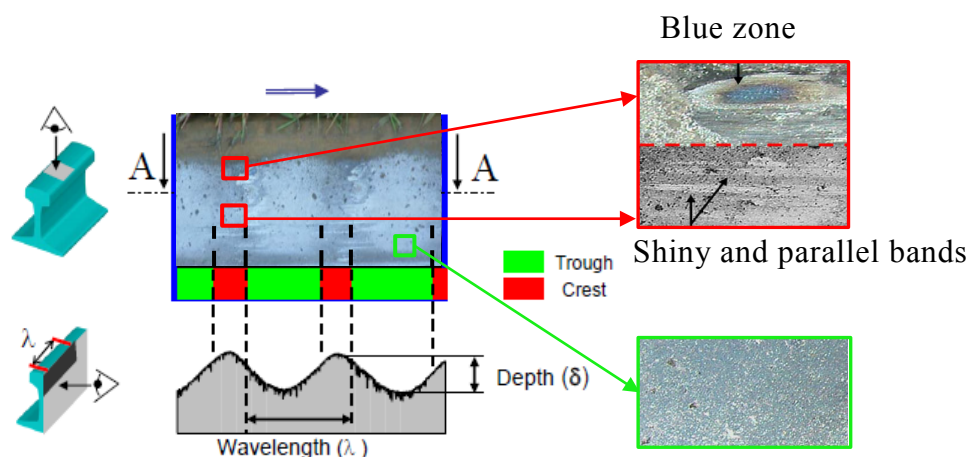 Blue zone
A
A
Shiny and parallel bands
Trough
Crest
λ
Depth (δ)
Wavelength (λ )